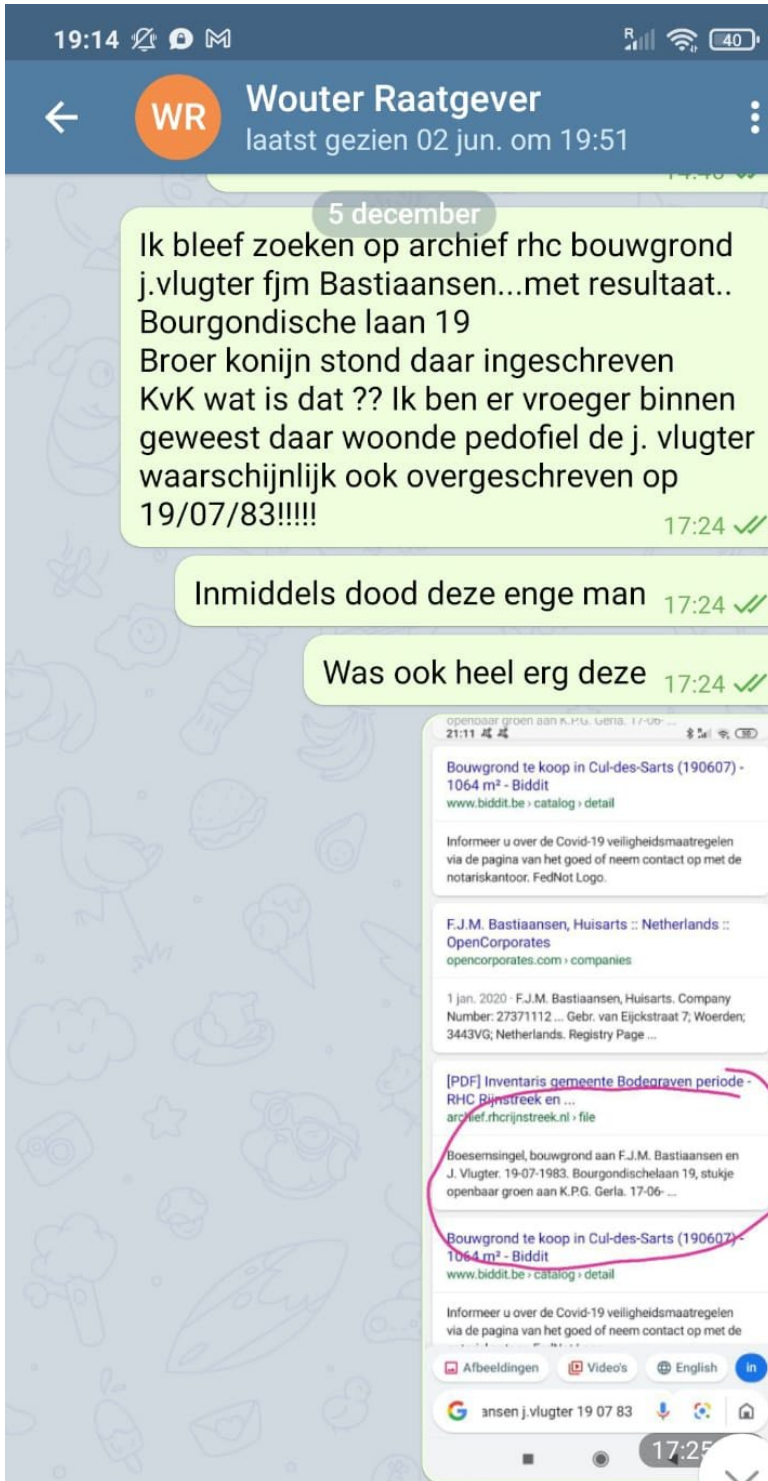 19:14
R
40
WR
Wouter Raatgever
laatst gezien 02 jun. om 19:51
5 december
Ik bleef zoeken op archief rhc bouwgrond
j.vlugter fjm Bastiaansen...met resultaat..
Bourgondische laan 19
Broer konijn stond daar ingeschreven
KvK wat is dat ?? Ik ben er vroeger binnen
geweest daar woonde pedofiel de j. vlugter
waarschijnlijk ook overgeschreven op
19/07/83!!!!!
17:24
Inmiddels dood deze enge man
17:24
Was ook heel erg deze
17:24
openbaar groen aan K.P.G. Gerla. 17-06-...
21:11
Bouwgrond te koop in Cul-des-Sarts (190607) -
1064 m² - Biddit
www.biddit.be › catalog › detail
Informeer u over de Covid-19 veiligheidsmaatregelen
via de pagina van het goed of neem contact op met de
notariskantoor. FedNot Logo.
F.J.M. Bastiaansen, Huisarts :: Netherlands ::
OpenCorporates
opencorporates.com › companies
1 jan. 2020 · F.J.M. Bastiaansen, Huisarts. Company
Number: 27371112 ... Gebr. van Eijckstraat 7; Woerden;
3443VG; Netherlands. Registry Page ...
[PDF] Inventaris gemeente Bodegraven periode -
RHC Rijnstreek en ...
archief.rhcrijnstreek.nl › file
Boesemsingel, bouwgrond aan F.J.M. Bastiaansen en
J. Vlugter. 19-07-1983. Bourgondischelaan 19, stukje
openbaar groen aan K.P.G. Gerla. 17-06- ...
Bouwgrond te koop in Cul-des-Sarts (190607) -
1064 m² - Biddit
www.biddit.be › catalog › detail
Informeer u over de Covid-19 veiligheidsmaatregelen
via de pagina van het goed of neem contact op met de
Afbeeldingen
Video's
English
in
G
ansen j.vlugter 19 07 83
17:25